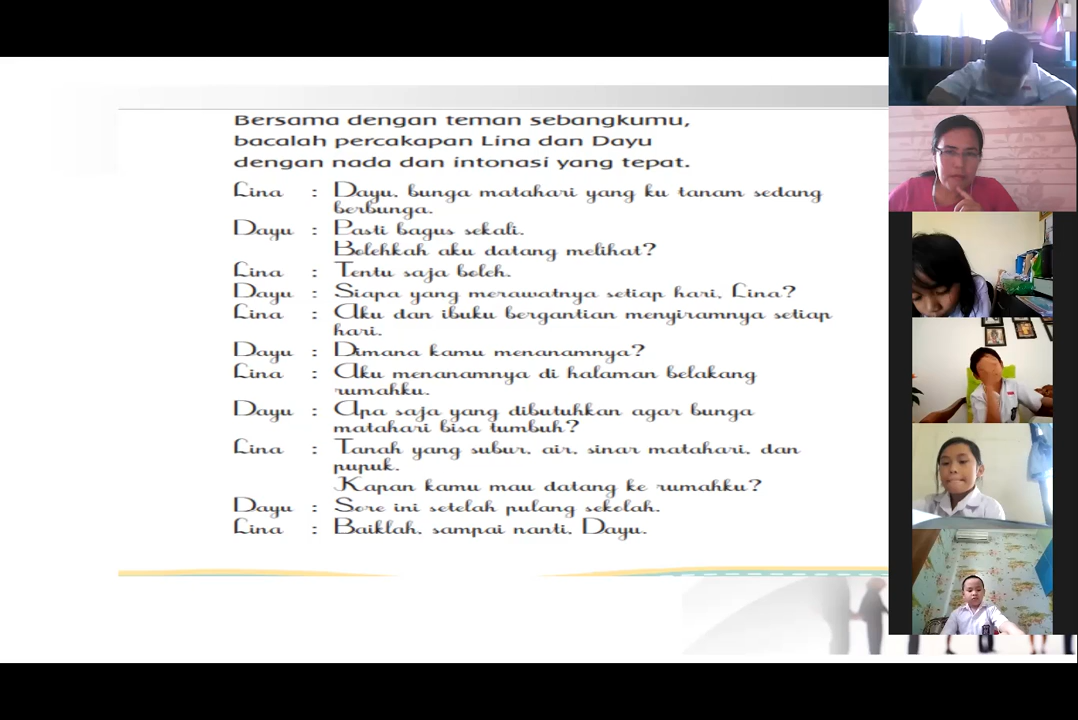 Bersama dengan teman sebangkumu,
bacalah percakapan Lina dan Dayu
dengan nada dan intonasi yang tepat.
Lina : Dayu, bunga matahari yang ku tanam sedang
berbunga.
Dayu : Pasti bagus sekali.
Bolehkah aku datang melihat?
Lina : Tentu saja boleh.
Dayu : Siapa yang merawatnya setiap hari, Lina?
Lina : Aku dan ibuku bergantian menyiramnya setiap
hari.
Dayu : Dimana kamu menanamnya?
Lina : Aku menanamnya di halaman belakang
rumahku.
Dayu : Apa saja yang dibutuhkan agar bunga
matahari bisa tumbuh?
Lina : Tanah yang subur, air, sinar matahari, dan
pupuk.
Kapan kamu mau datang ke rumahku?
Dayu : Sore ini setelah pulang sekolah.
Lina : Baiklah, sampai nanti, Dayu.